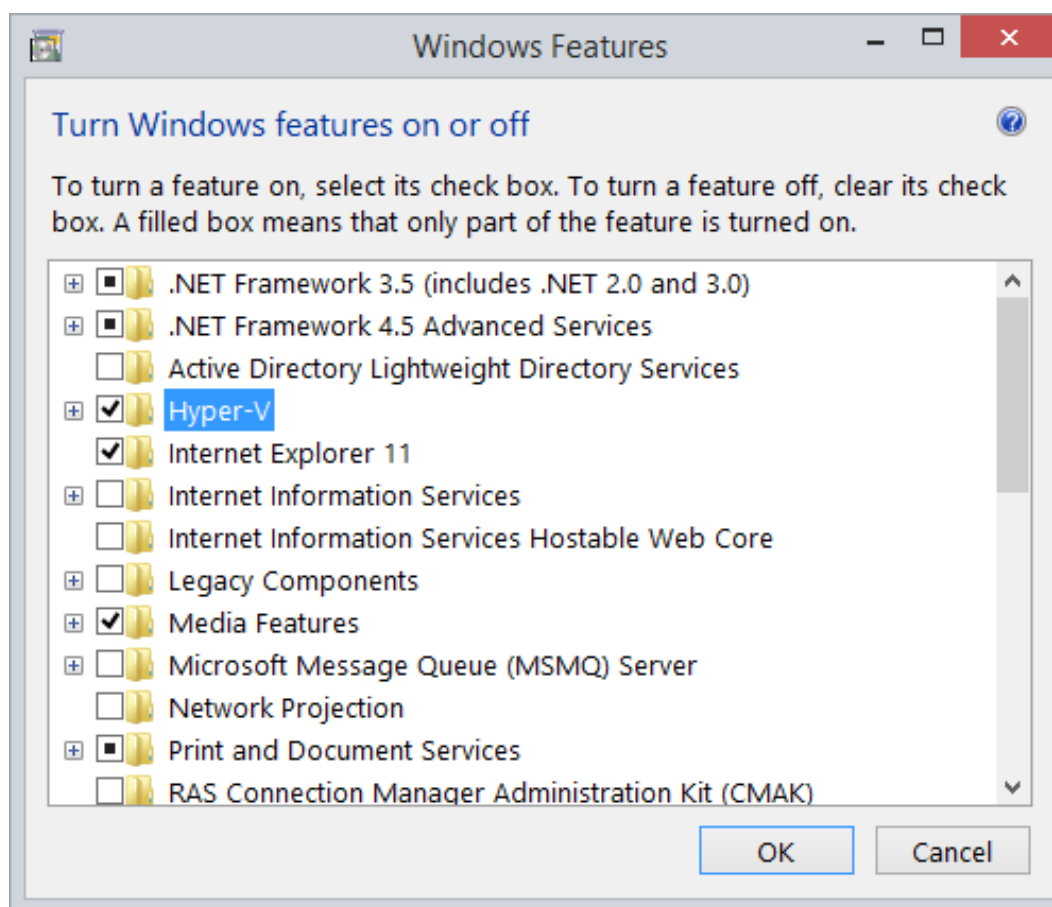 Windows Features
Turn Windows features on or off
To turn a feature on, select its check box. To turn a feature off, clear its check
box. A filled box means that only part of the feature is turned on.
.NET Framework 3.5 (includes .NET 2.0 and 3.0)
.NET Framework 4.5 Advanced Services
Active Directory Lightweight Directory Services
Hyper-V
Internet Explorer 11
Internet Information Services
Internet Information Services Hostable Web Core
Legacy Components
Media Features
Microsoft Message Queue (MSMQ) Server
Network Projection
Print and Document Services
RAS Connection Manager Administration Kit (CMAK)
OK Cancel